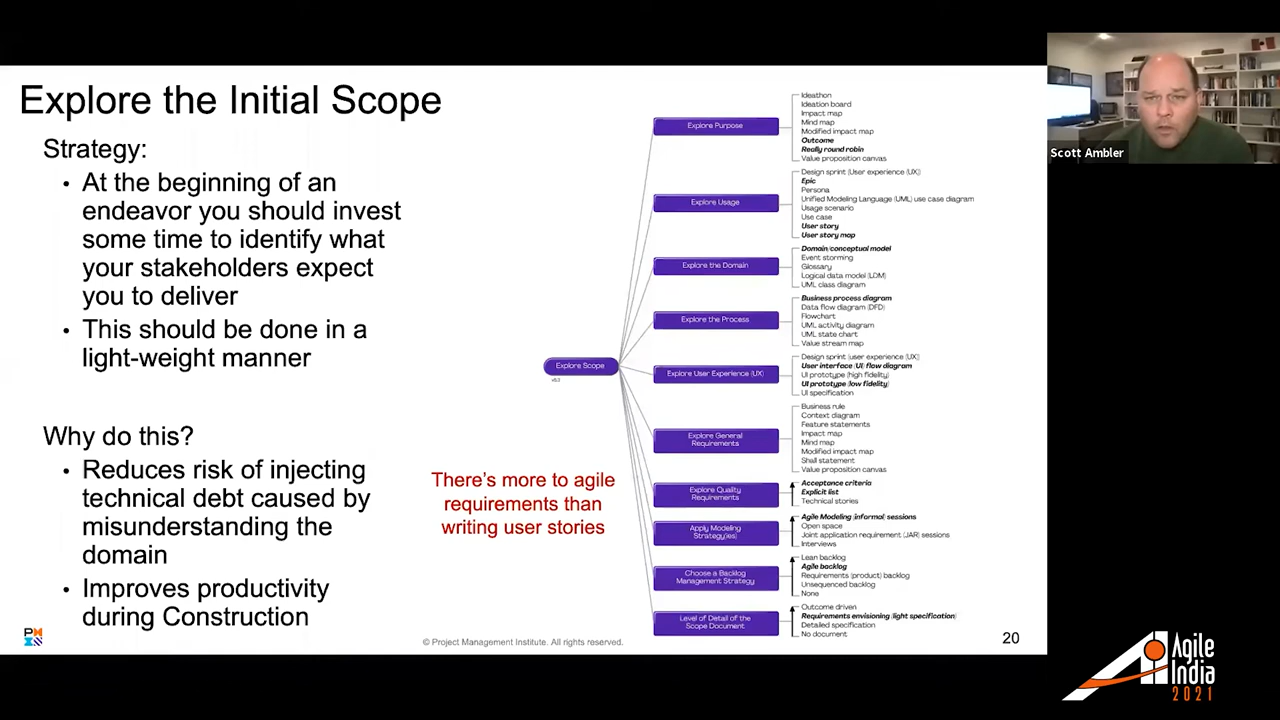 Explore the Initial Scope
Strategy:
• At the beginning of an
endeavor you should invest
some time to identify what
your stakeholders expect
you to deliver
• This should be done in a
light-weight manner
Why do this?
• Reduces risk of injecting
technical debt caused by
misunderstanding the
domain
• Improves productivity
during Construction
There's more to agile
requirements than
writing user stories
Explore Scope
Explore Purpose
Ideathon
Ideation board
Impact map
Mind map
Modified impact map
Outcome
Really round robin
Value proposition canvas
Explore Usage
Design sprint (User experience (UX))
Epic
Persona
Unified Modeling Language (UML) use case diagram
Usage scenario
Use case
User story
User story map
Explore the Domain
Domain/conceptual model
Event storming
Glossary
Logical data model (LDM)
UML class diagram
Explore the Process
Business process diagram
Data flow diagram (DFD)
Flowchart
UML activity diagram
UML state chart
Value stream map
Explore User Experience (UX)
Design sprint (user experience (UX))
User interface (UI) flow diagram
UI prototype (high fidelity)
UI prototype (low fidelity)
UI specification
Explore General
Requirements
Business rule
Context diagram
Feature statements
Impact map
Mind map
Modified impact map
Shall statement
Value proposition canvas
Explore Quality
Requirements
Acceptance criteria
Explicit list
Technical stories
Apply Modeling
Strategy(ies)
Agile Modeling (informal) sessions
Open space
Joint application requirement (JAR) sessions
Interviews
Choose a Backlog
Management Strategy
Lean backlog
Agile backlog
Requirements (product) backlog
Unsequenced backlog
None
Level of Detail of the
Scope Document
Outcome driven
Requirements envisioning (light specification)
Detailed specification
No document
© Project Management Institute. All rights reserved.
20
Scott Ambler
Agile
India
2021